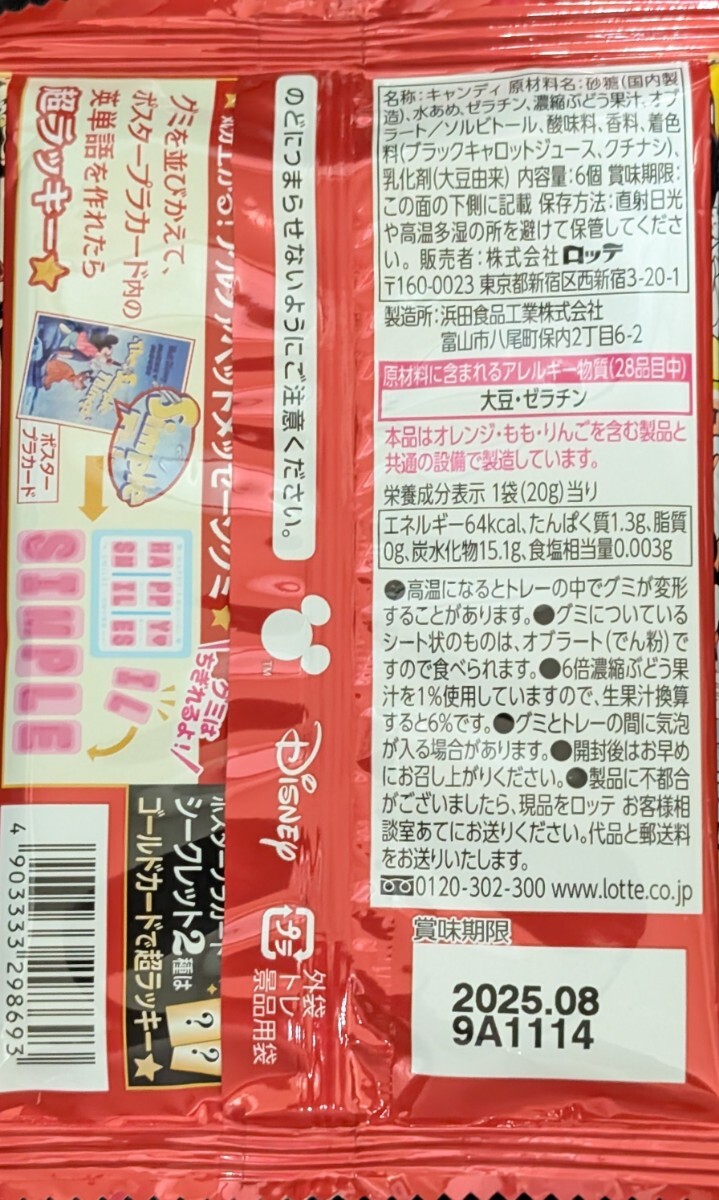 名称:キャンディ 原材料名:砂糖(国内製
造)、水あめ、ゼラチン、濃縮ぶどう果汁、オブ
ラート/ソルビトール、酸味料、香料、着色
料(ブラックキャロットジュース、クチナシ)、
乳化剤(大豆由来) 内容量:6個 賞味期限:
この面の下側に記載 保存方法:直射日光
や高温多湿の所を避けて保管してくださ
い。 販売者:株式会社ロッテ
〒160-0023 東京都新宿区西新宿3-20-1
製造所:浜田食品工業株式会社
富山市八尾町保内2丁目6-2
原材料に含まれるアレルギー物質(28品目中)
大豆・ゼラチン
本品はオレンジ・もも・りんごを含む製品と
共通の設備で製造しています。
栄養成分表示 1袋(20g)当り
エネルギー64kcal、たんぱく質1.3g、脂質
0g、炭水化物15.1g、食塩相当量0.003g
●高温になるとトレーの中でグミが変形
することがあります。●グミについている
シート状のものは、オブラート(でん粉)で
すので食べられます。●6倍濃縮ぶどう果
汁を1%使用していますので、生果汁換算
すると6%です。●グミとトレーの間に気泡
が入る場合があります。●開封後はお早め
にお召し上がりください。●製品に不都合
がございましたら、現品をロッテ お客様相
談室あてにお送りください。代品と郵送料
をお送りいたします。
0120-302-300 www.lotte.co.jp
賞味期限
2025.08
9A1114
のどにつまらせないようにご注意ください。
TM
Disney
プラ
外袋
トレー
景品用袋
アルファベットメッセージグミ
グミを並びかえて、
ポスタープラカード内の
英単語を作れたら
超ラッキー
Simple
ポスター
プラカード
HAPPY
SMILES
IL
SIMPLE
グミは
ちぎれるよ!
ポスタープラカード
シークレット2種は
ゴールドカードで超ラッキー
? ?
4 903333 298693